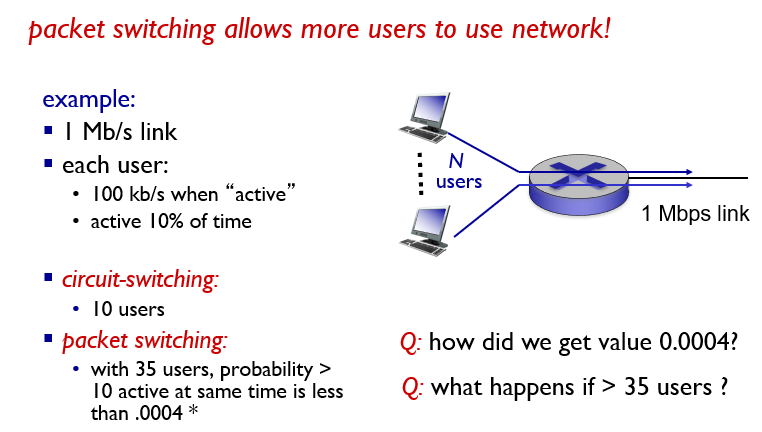 packet switching allows more users to use network!
example:
▪ 1 Mb/s link
▪ each user:
• 100 kb/s when “active”
• active 10% of time
▪ circuit-switching:
• 10 users
▪ packet switching:
• with 35 users, probability >
10 active at same time is less
than .0004 *
N
users
1 Mbps link
Q: how did we get value 0.0004?
Q: what happens if > 35 users ?